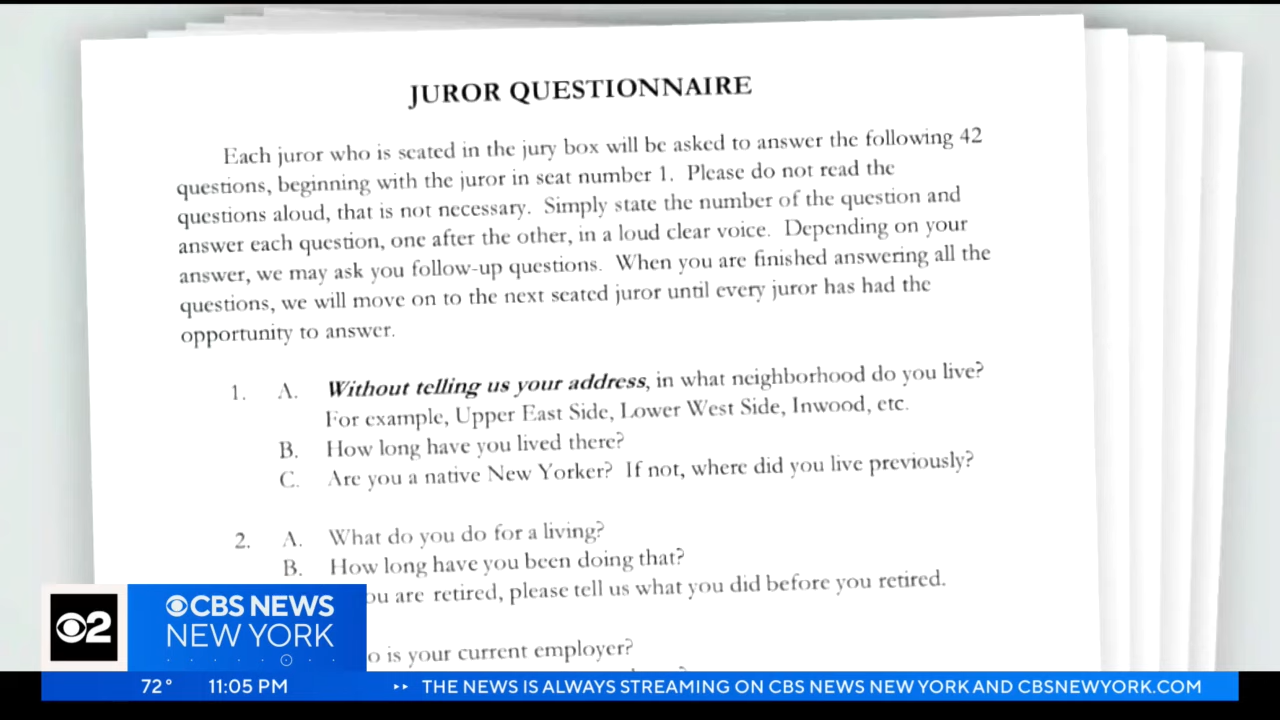 JUROR QUESTIONNAIRE
Each juror who is seated in the jury box will be asked to answer the following 42
questions, beginning with the juror in seat number 1. Please do not read the
questions aloud, that is not necessary. Simply state the number of the question and
answer each question, one after the other, in a loud clear voice. Depending on your
answer, we may ask you follow-up questions. When you are finished answering all the
questions, we will move on to the next seated juror until every juror has had the
opportunity to answer.
1. A. Without telling us your address, in what neighborhood do you live?
For example, Upper East Side, Lower West Side, Inwood, etc.
B. How long have you lived there?
C. Are you a native New Yorker? If not, where did you live previously?
2. A. What do you do for a living?
B. How long have you been doing that?
ou are retired, please tell us what you did before you retired.
o is your current employer?
2
CBS NEWS
NEW YORK
72° 11:05 PM THE NEWS IS ALWAYS STREAMING ON CBS NEWS NEW YORK AND CBSNEWYORK.COM